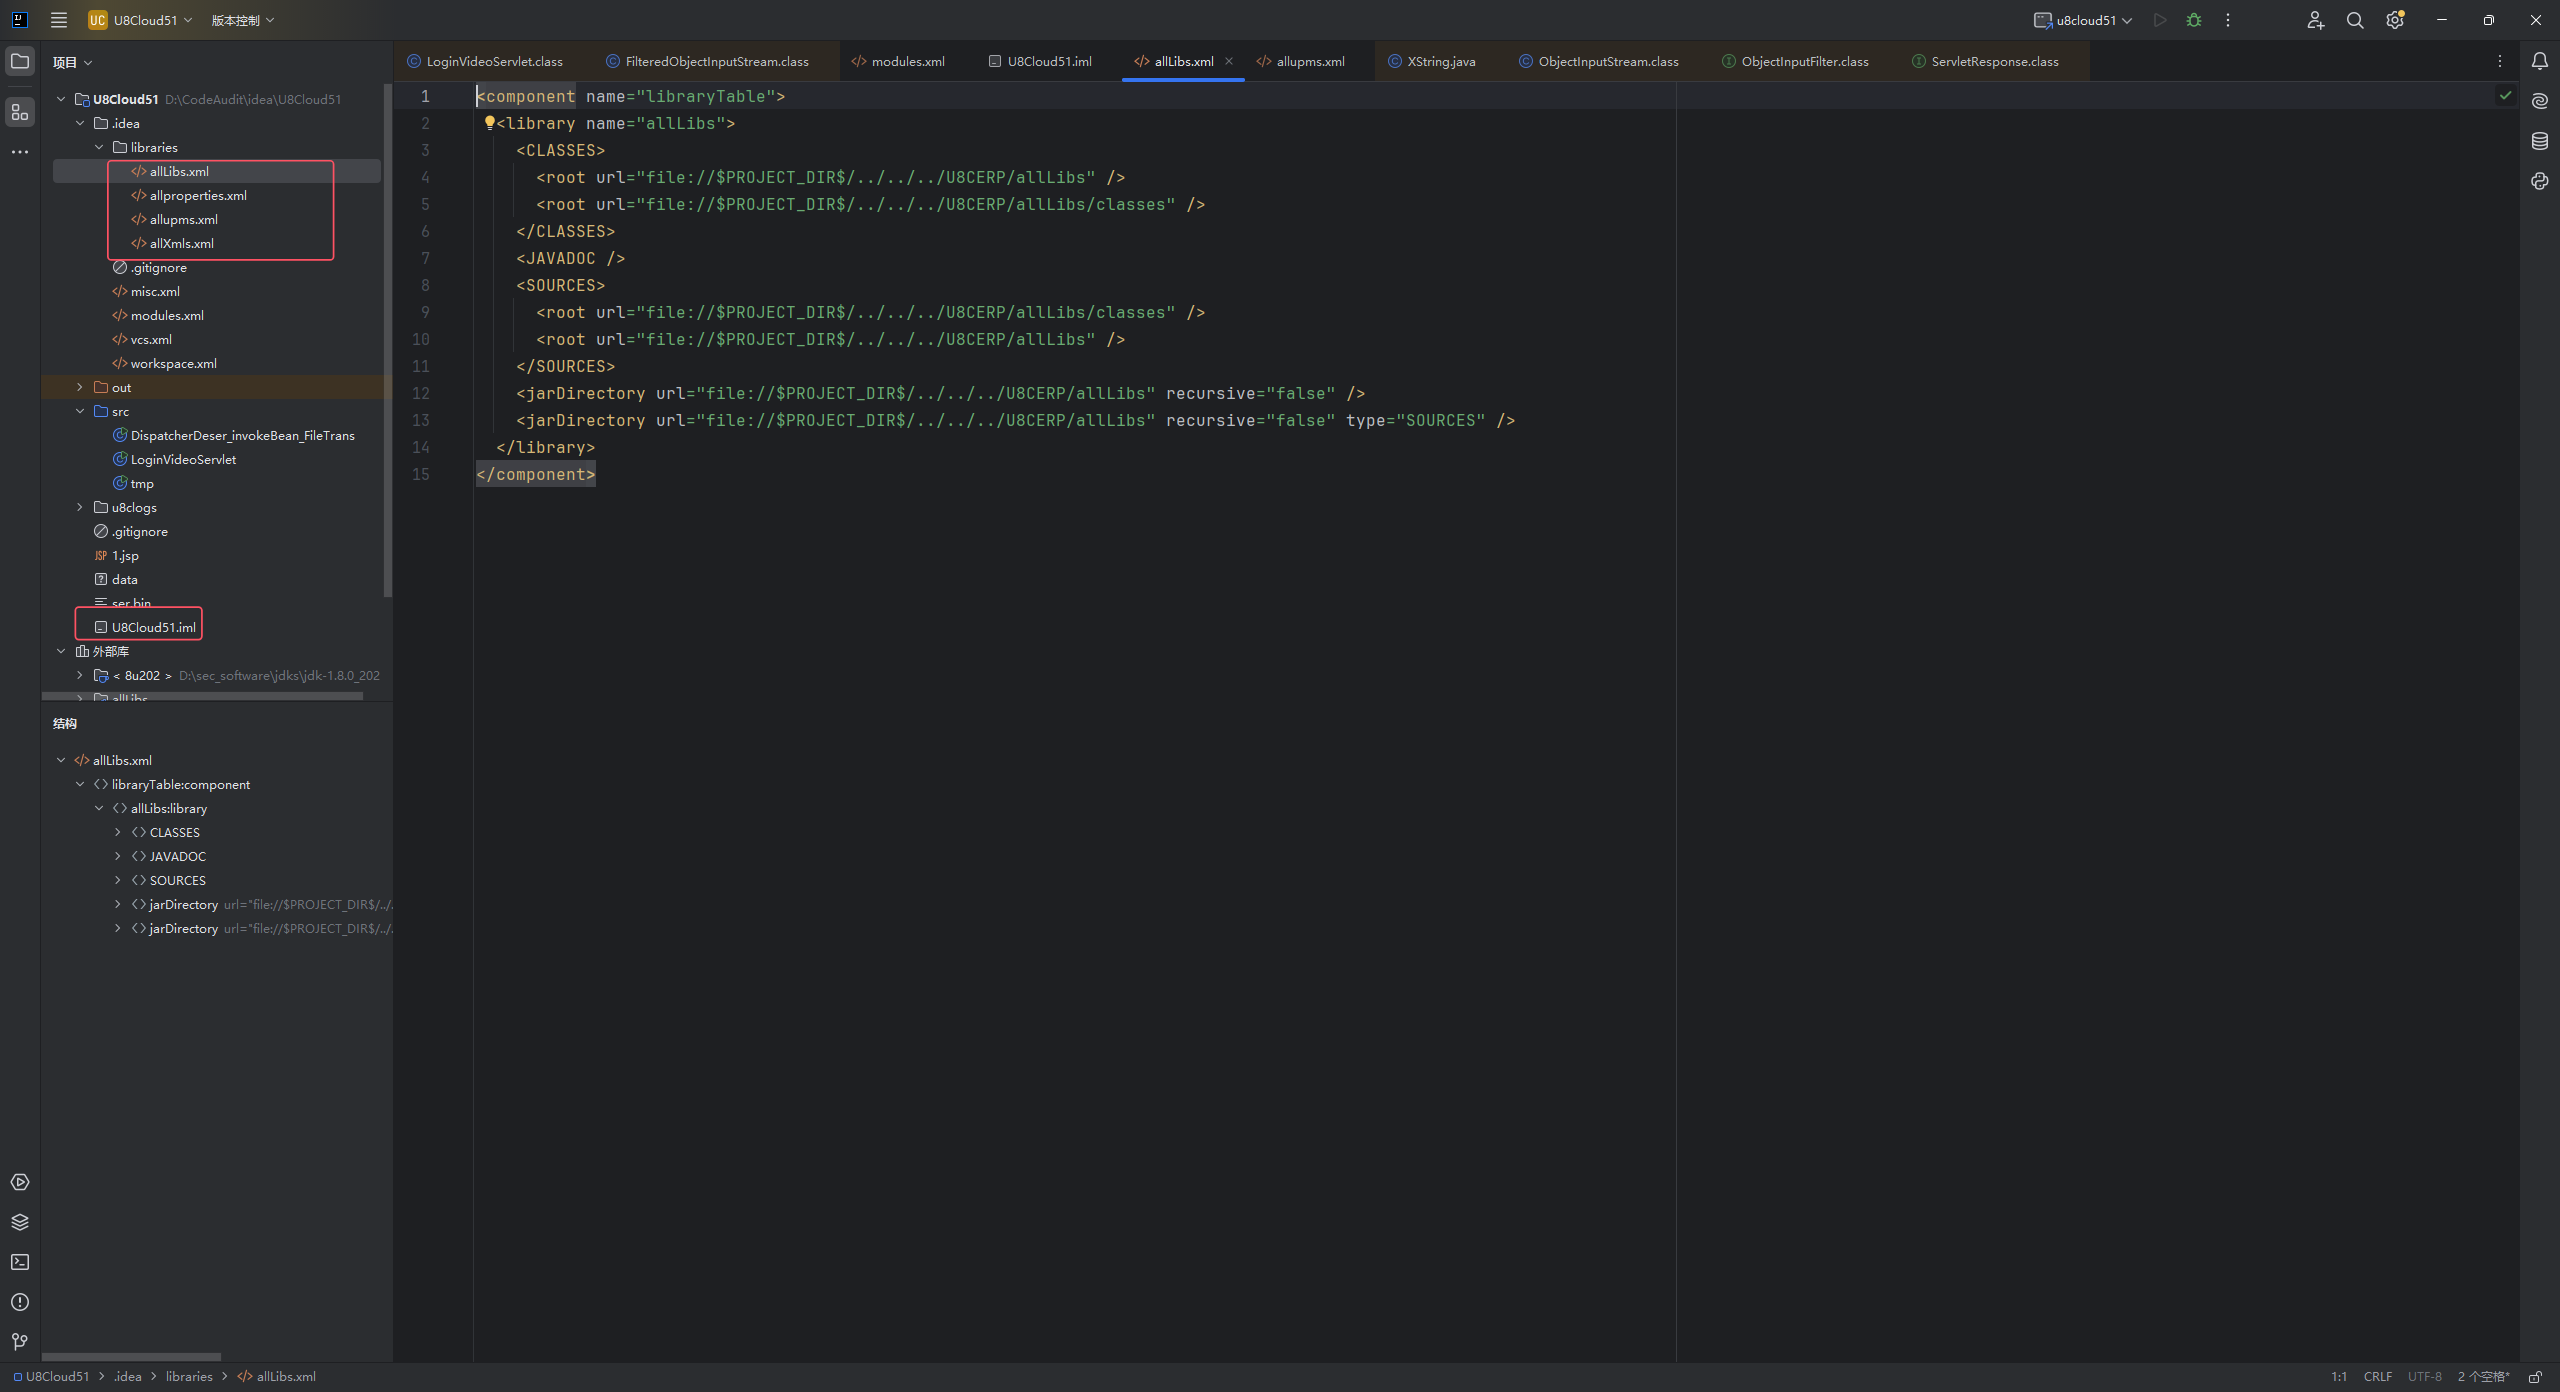 UC U8Cloud51 版本控制 u8cloud51
项目
LoginVideoServlet.class FilteredObjectInputStream.class modules.xml U8Cloud51.iml allLibs.xml allupms.xml XString.java ObjectInputStream.class ObjectInputFilter.class ServletResponse.class
U8Cloud51 D:\CodeAudit\idea\U8Cloud51
.idea
libraries
allLibs.xml
allproperties.xml
allupms.xml
allXmls.xml
.gitignore
misc.xml
modules.xml
vcs.xml
workspace.xml
out
src
DispatcherDeser_invokeBean_FileTrans
LoginVideoServlet
tmp
u8clogs
.gitignore
JSP 1.jsp
data
ser.bin
U8Cloud51.iml
外部库
< 8u202 > D:\sec_software\jdks\jdk-1.8.0_202
allLibs
1 <component name="libraryTable">
2 <library name="allLibs">
3 <CLASSES>
4 <root url="file://$PROJECT_DIR$/../../../U8CERP/allLibs" />
5 <root url="file://$PROJECT_DIR$/../../../U8CERP/allLibs/classes" />
6 </CLASSES>
7 <JAVADOC />
8 <SOURCES>
9 <root url="file://$PROJECT_DIR$/../../../U8CERP/allLibs/classes" />
10 <root url="file://$PROJECT_DIR$/../../../U8CERP/allLibs" />
11 </SOURCES>
12 <jarDirectory url="file://$PROJECT_DIR$/../../../U8CERP/allLibs" recursive="false" />
13 <jarDirectory url="file://$PROJECT_DIR$/../../../U8CERP/allLibs" recursive="false" type="SOURCES" />
14 </library>
15 </component>
结构
allLibs.xml
libraryTable:component
allLibs:library
CLASSES
JAVADOC
SOURCES
jarDirectory url="file://$PROJECT_DIR$/../.
jarDirectory url="file://$PROJECT_DIR$/../.
U8Cloud51 > .idea > libraries > allLibs.xml 1:1 CRLF UTF-8 2 个空格*